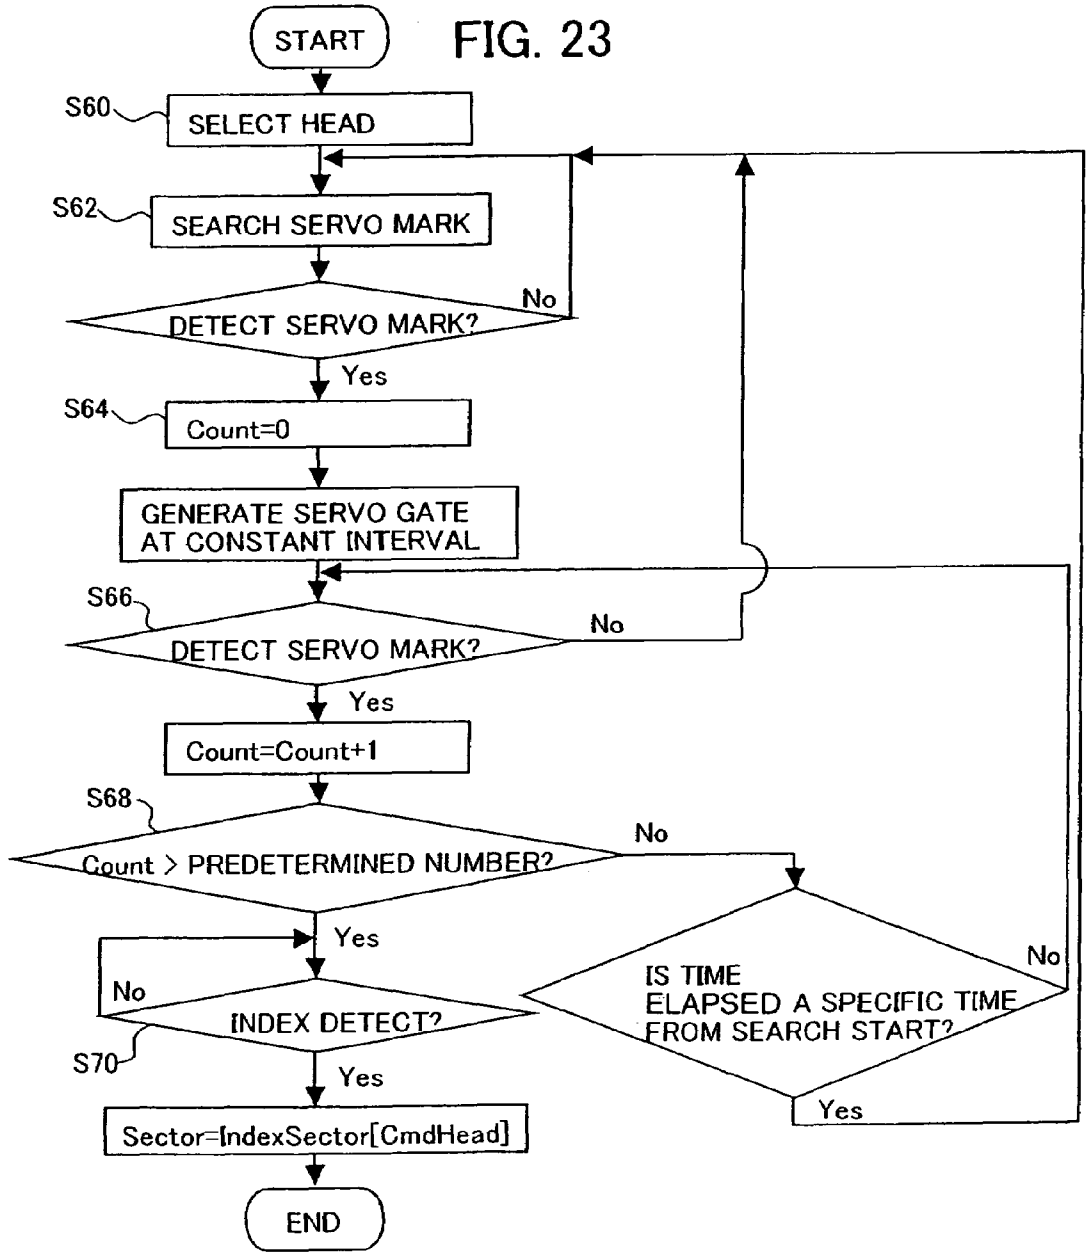 START
FIG. 23
S60
SELECT HEAD
S62
SEARCH SERVO MARK
No
DETECT SERVO MARK?
Yes
S64
Count=0
GENERATE SERVO GATE
AT CONSTANT INTERVAL
S66
No
DETECT SERVO MARK?
Yes
Count=Count+1
S68
No
Count > PREDETERMINED NUMBER?
Yes
No
INDEX DETECT?
S70
Yes
No
IS TIME
ELAPSED A SPECIFIC TIME
FROM SEARCH START?
Yes
Sector=IndexSector[CmdHead]
END